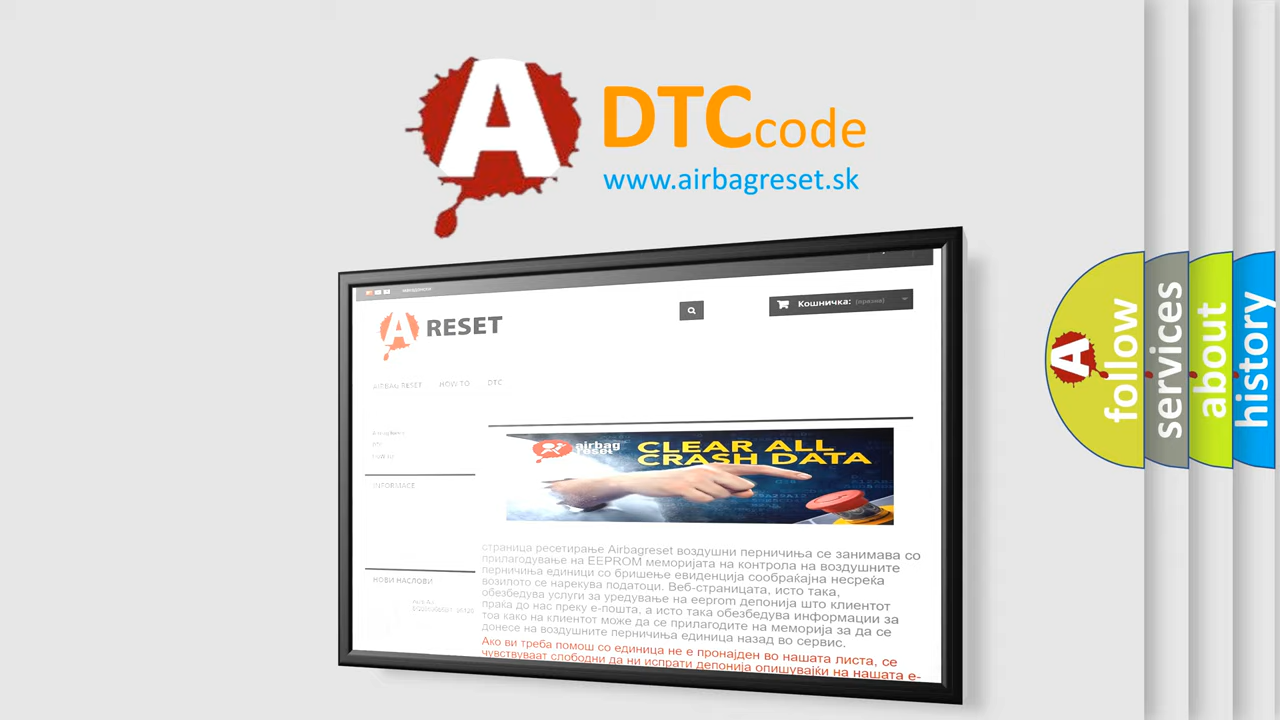 A DTC code
www.airbagreset.sk
Кошничка: (празно)
A RESET
AIRBAG RESET HOW TO DTC
INFORMACE
airbag reset
CLEAR ALL
CRASH DATA
страница ресетирање Airbagreset воздушни перничиња се занимава со
прилагодување на EEPROM меморијата на контрола на воздушните
перничиња единици со бришење евиденција сообраќајна несреќа
возилото се нарекува податоци. Веб-страницата, исто така,
обезбедува услуги за уредување на eeprom депонија што клиентот
праќа до нас преку е-пошта, а исто така обезбедува информации за
тоа како на клиентот може да се прилагодите на меморија за да се
донесе на воздушните перничиња единица назад во сервис.
НОВИ НАСЛОВИ
Ако ви треба помош со единица не е пронајден во нашата листа, се
чувствуваат слободни да ни испрати депонија опишувајќи на нашата е-
A
follow
services
about
history